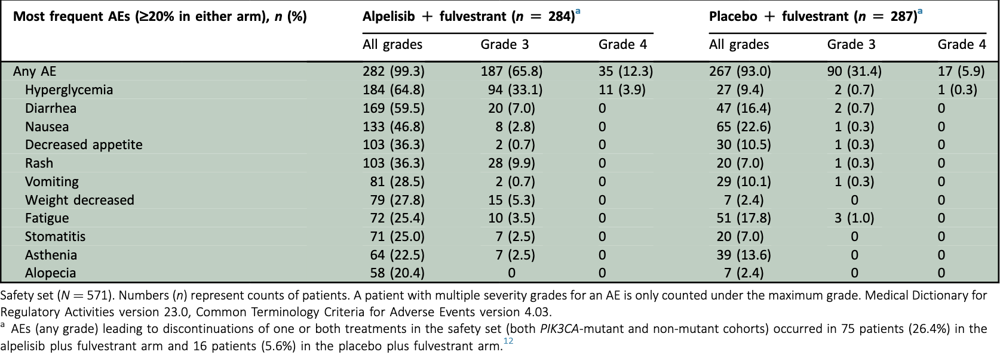 Most frequent AEs (≥20% in either arm), n (%) Alpelisib + fulvestrant (n = 284)a Placebo + fulvestrant (n = 287)a
All grades Grade 3 Grade 4 All grades Grade 3 Grade 4
Any AE 282 (99.3) 187 (65.8) 35 (12.3) 267 (93.0) 90 (31.4) 17 (5.9)
Hyperglycemia 184 (64.8) 94 (33.1) 11 (3.9) 27 (9.4) 2 (0.7) 1 (0.3)
Diarrhea 169 (59.5) 20 (7.0) 0 47 (16.4) 2 (0.7) 0
Nausea 133 (46.8) 8 (2.8) 0 65 (22.6) 1 (0.3) 0
Decreased appetite 103 (36.3) 2 (0.7) 0 30 (10.5) 1 (0.3) 0
Rash 103 (36.3) 28 (9.9) 0 20 (7.0) 1 (0.3) 0
Vomiting 81 (28.5) 2 (0.7) 0 29 (10.1) 1 (0.3) 0
Weight decreased 79 (27.8) 15 (5.3) 0 7 (2.4) 0 0
Fatigue 72 (25.4) 10 (3.5) 0 51 (17.8) 3 (1.0) 0
Stomatitis 71 (25.0) 7 (2.5) 0 20 (7.0) 0 0
Asthenia 64 (22.5) 7 (2.5) 0 39 (13.6) 0 0
Alopecia 58 (20.4) 0 0 7 (2.4) 0 0
Safety set (N = 571). Numbers (n) represent counts of patients. A patient with multiple severity grades for an AE is only counted under the maximum grade. Medical Dictionary for
Regulatory Activities version 23.0, Common Terminology Criteria for Adverse Events version 4.03.
a AEs (any grade) leading to discontinuations of one or both treatments in the safety set (both PIK3CA-mutant and non-mutant cohorts) occurred in 75 patients (26.4%) in the
alpelisib plus fulvestrant arm and 16 patients (5.6%) in the placebo plus fulvestrant arm.12